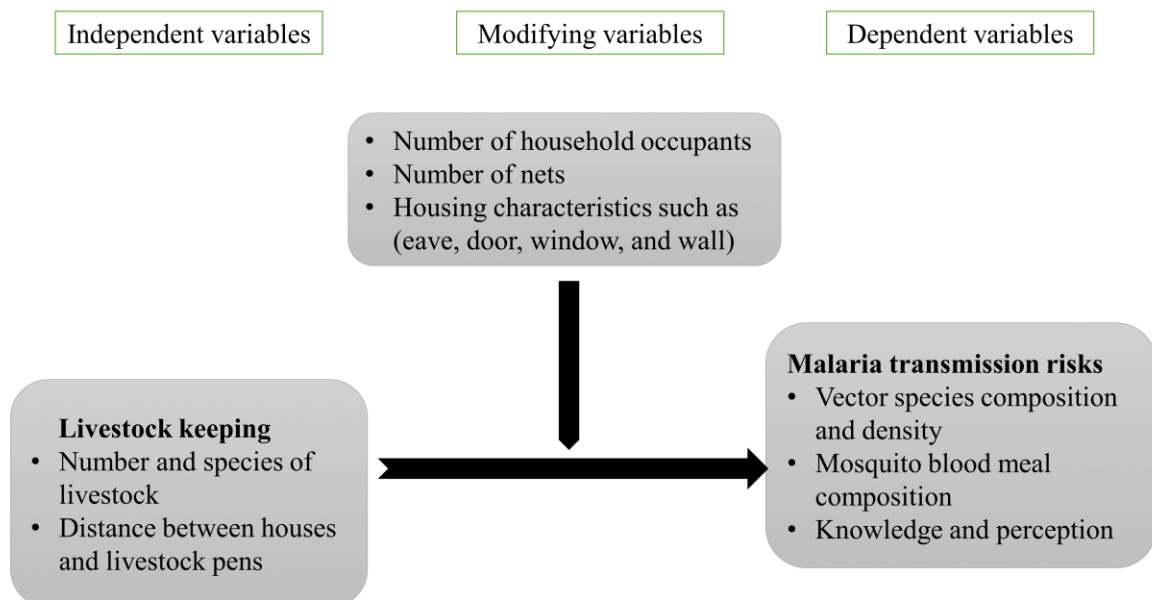 Independent variables
Modifying variables
Dependent variables
• Number of household occupants
• Number of nets
• Housing characteristics such as
(eave, door, window, and wall)
Livestock keeping
• Number and species of
livestock
• Distance between houses
and livestock pens
Malaria transmission risks
• Vector species composition
and density
• Mosquito blood meal
composition
• Knowledge and perception